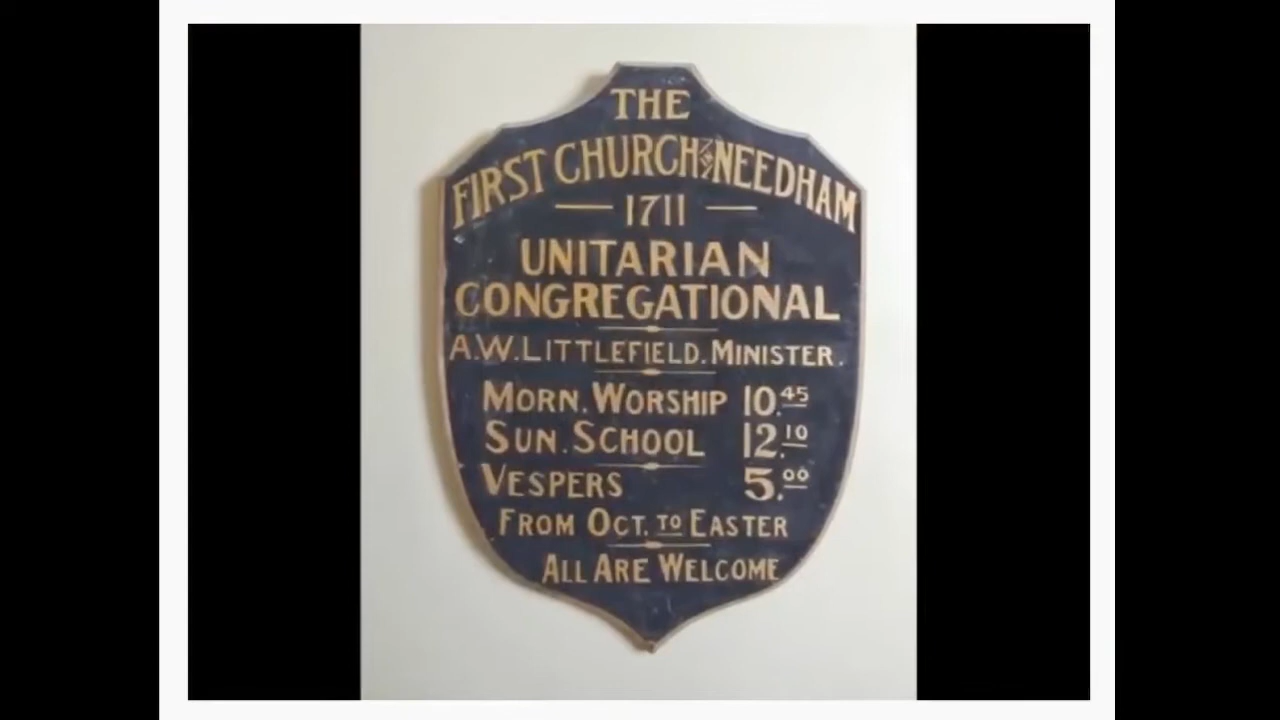 THE
FIRST CHURCH IN NEEDHAM
1711
UNITARIAN
CONGREGATIONAL
A.W. LITTLEFIELD. MINISTER.
MORN. WORSHIP 10.45
SUN. SCHOOL 12.10
VESPERS 5.00
FROM OCT. TO EASTER
ALL ARE WELCOME